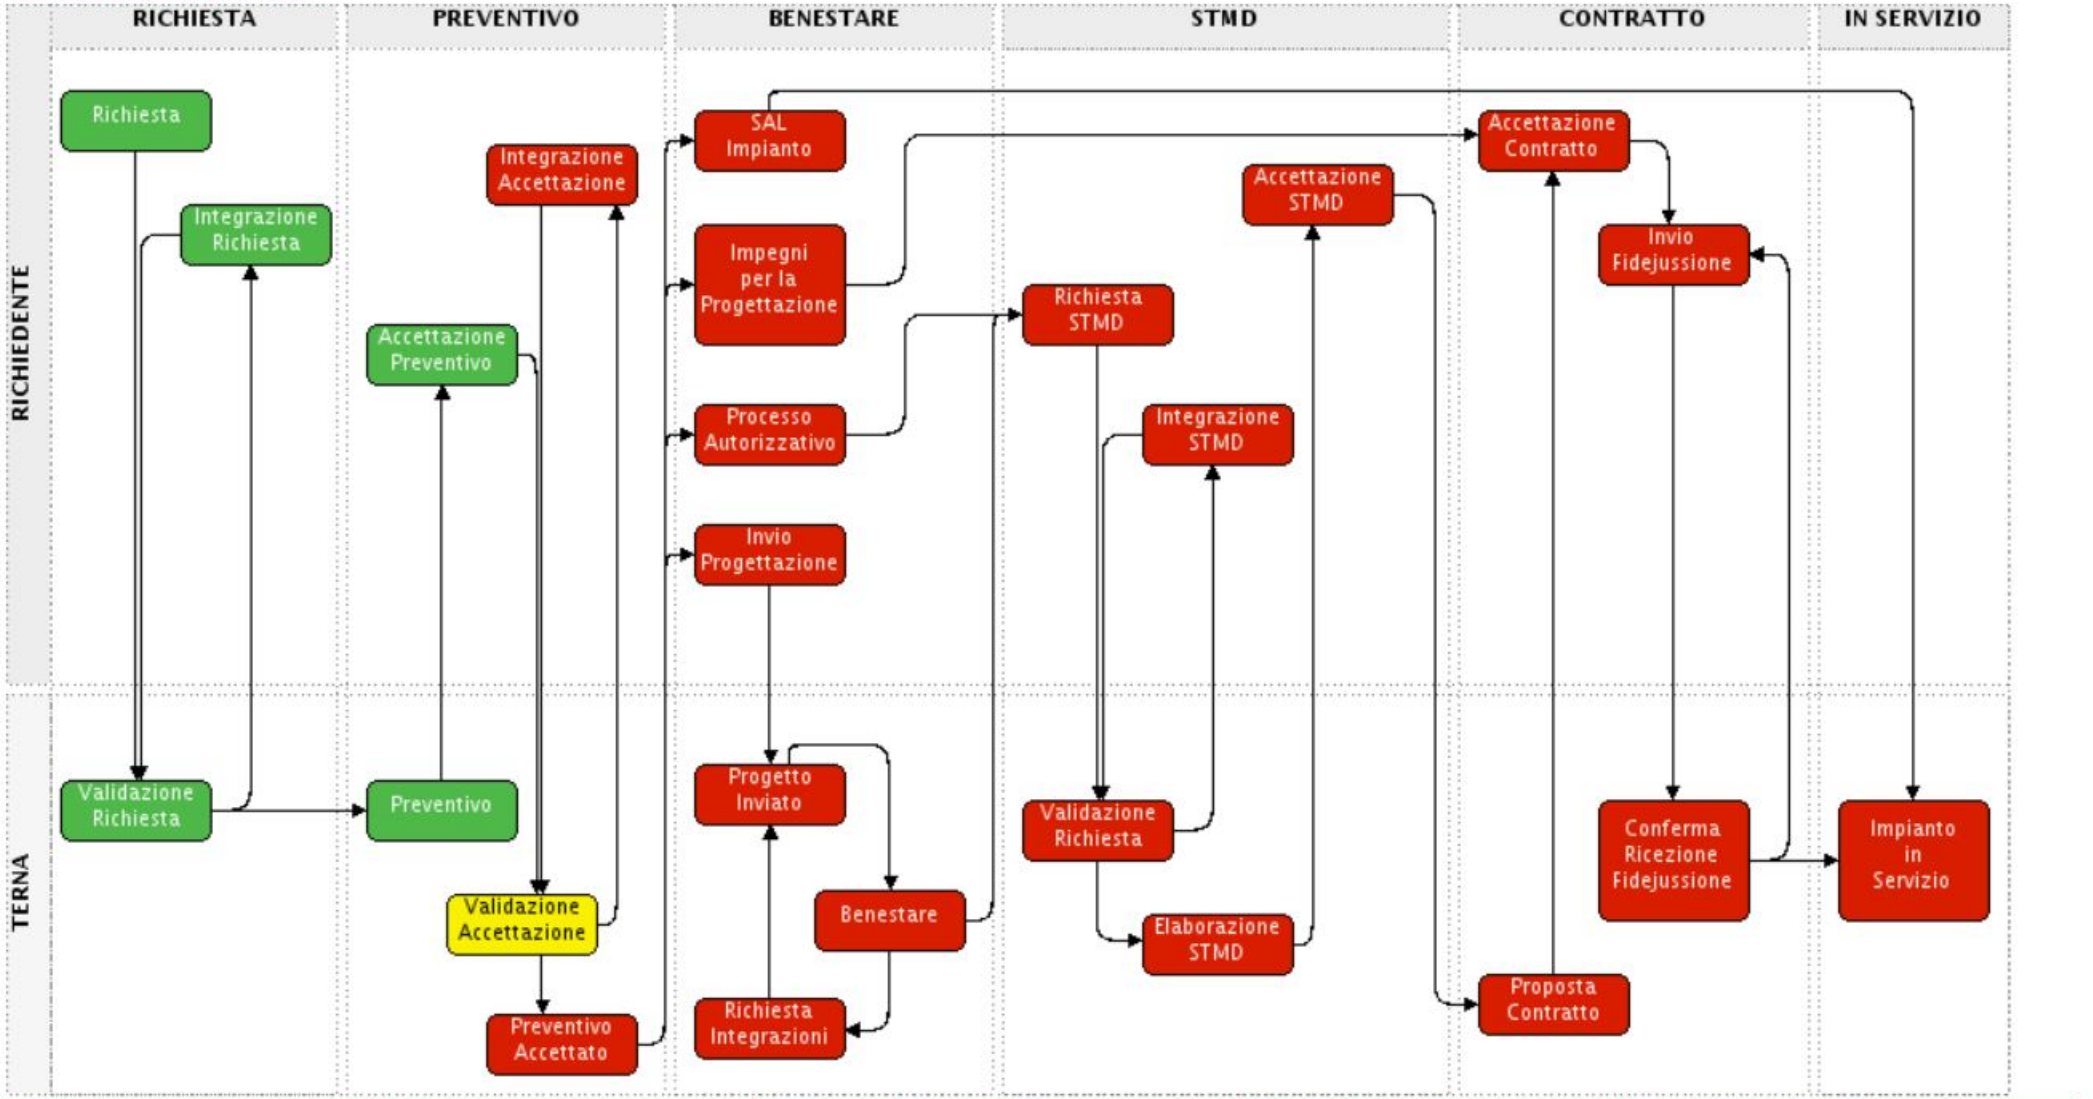 RICHIESTA
PREVENTIVO
BENESTARE
STMD
CONTRATTO
IN SERVIZIO
RICHIEDENTE
Richiesta
Integrazione
Richiesta
Integrazione
Accettazione
Accettazione
Preventivo
SAL
Impianto
Impegni
per la
Progettazione
Processo
Autorizzativo
Invio
Progettazione
Richiesta
STMD
Accettazione
STMD
Integrazione
STMD
Accettazione
Contratto
Invio
Fidejussione
TERNA
Validazione
Richiesta
Preventivo
Validazione
Accettazione
Preventivo
Accettato
Progetto
Inviato
Benestare
Richiesta
Integrazioni
Validazione
Richiesta
Elaborazione
STMD
Conferma
Ricezione
Fidejussione
Proposta
Contratto
Impianto
in
Servizio